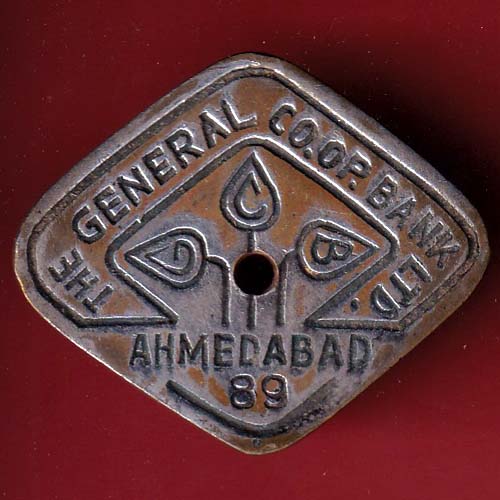 THE GENERAL CO.OP. BANK LTD.
G C B
AHMEDABAD
89